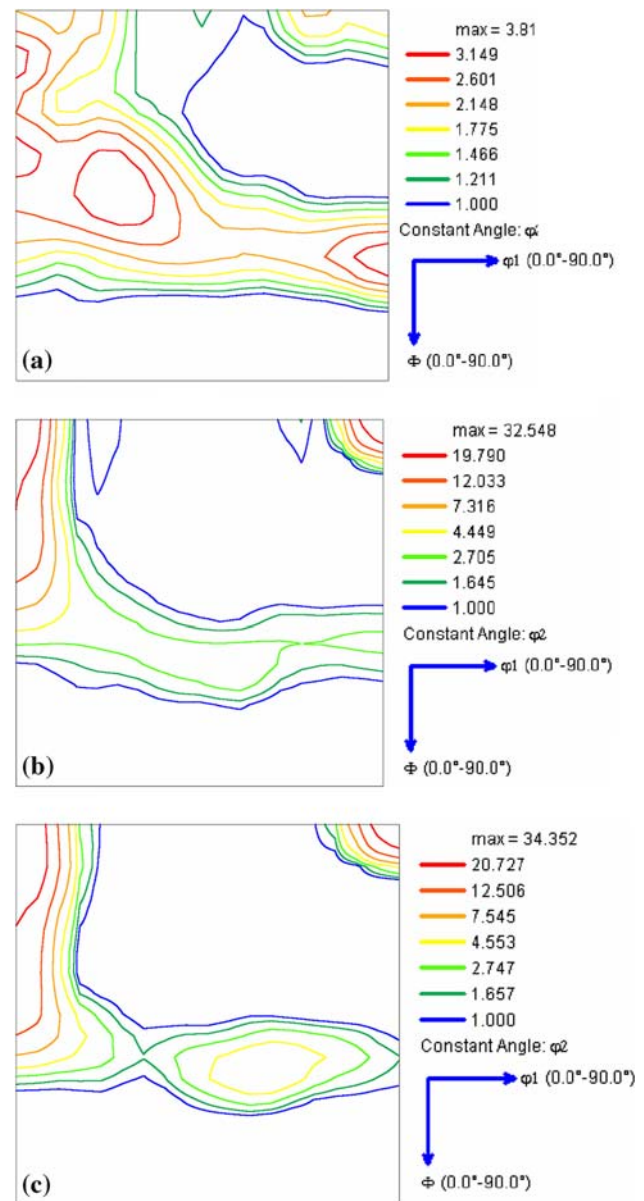 max = 3.81
3.149
2.601
2.148
1.775
1.466
1.211
1.000
Constant Angle:
φ1 (0.0°-90.0°)
Φ (0.0°-90.0°)
(a)
max = 32.548
19.790
12.033
7.316
4.449
2.705
1.645
1.000
Constant Angle: φ2
φ1 (0.0°-90.0°)
Φ (0.0°-90.0°)
(b)
max = 34.352
20.727
12.506
7.545
4.553
2.747
1.657
1.000
Constant Angle: φ2
φ1 (0.0°-90.0°)
Φ (0.0°-90.0°)
(c)